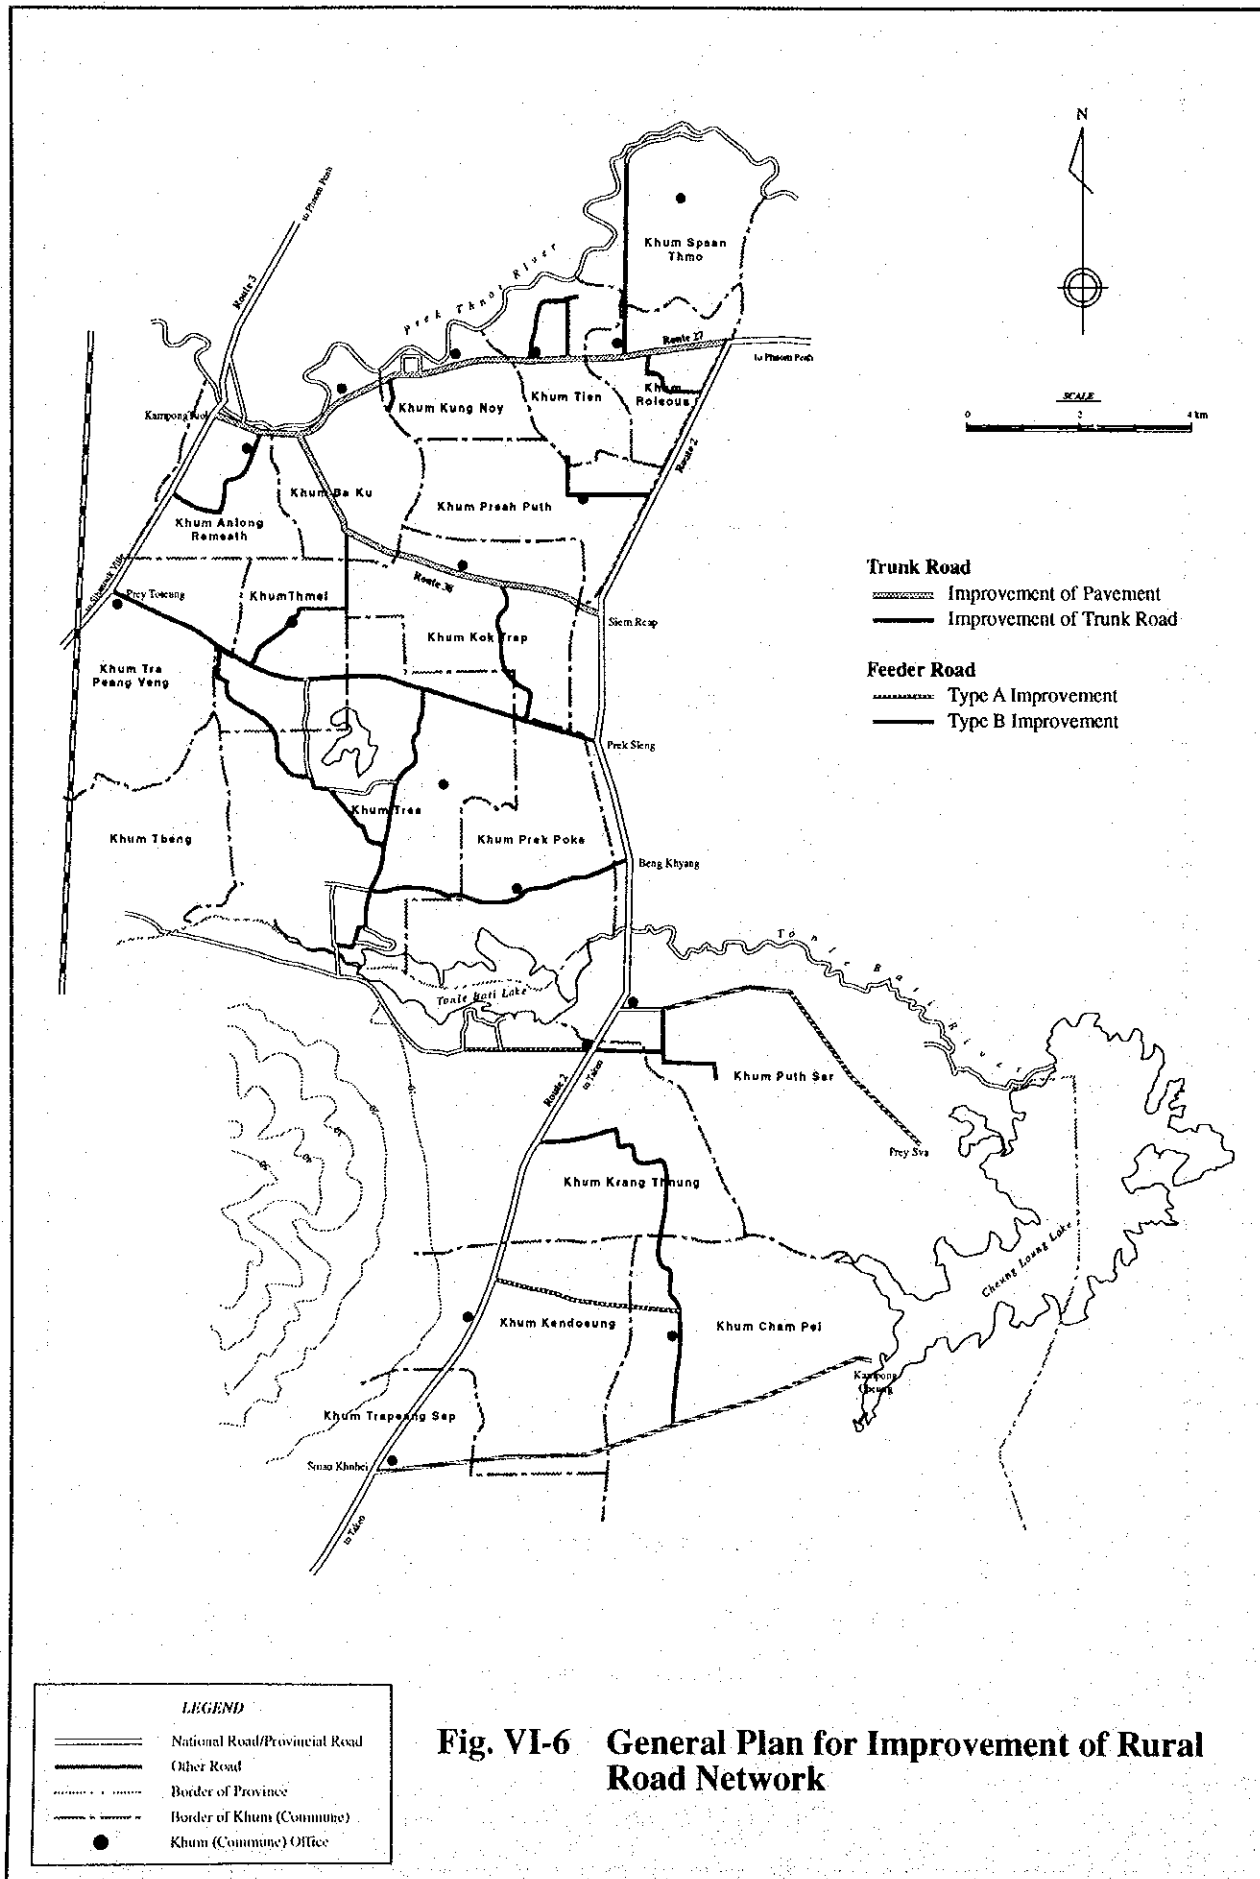 N
to Phnom Penh
Route 3
Prek Thnot River
Khum Spean
Thmo
Route 27
to Phnom Penh
Khum Tien
Khum
Roleous
Khum Kung Noy
SCALE
0 2 4 km
Route 2
Khum Ba Ku
Khum Preah Puth
Khum Anlong
Romeath
Trunk Road
Improvement of Pavement
Improvement of Trunk Road
Feeder Road
Type A Improvement
Type B Improvement
Route 36
Prey Toteung
Khum Thmei
Siem Reap
Khum Kok Trap
Khum Tra
Peang Veng
Prek Sleng
Khum Trea
Khum Tbeng
Khum Prek Poke
Beng Khyang
Tonle Bati River
Tonle Bati Lake
Khum Puth Sar
Route 2
to Takeo
Prey Sva
Khum Krang Thnung
Cheung Loung Lake
Khum Kendoeung
Khum Cham Pei
Kampong
Khum Trapeang Sap
to Takeo
LEGEND
National Road/Provincial Road
Other Road
Border of Province
Border of Khum (Commune)
Khum (Commune) Office
Fig. VI-6 General Plan for Improvement of Rural
Road Network